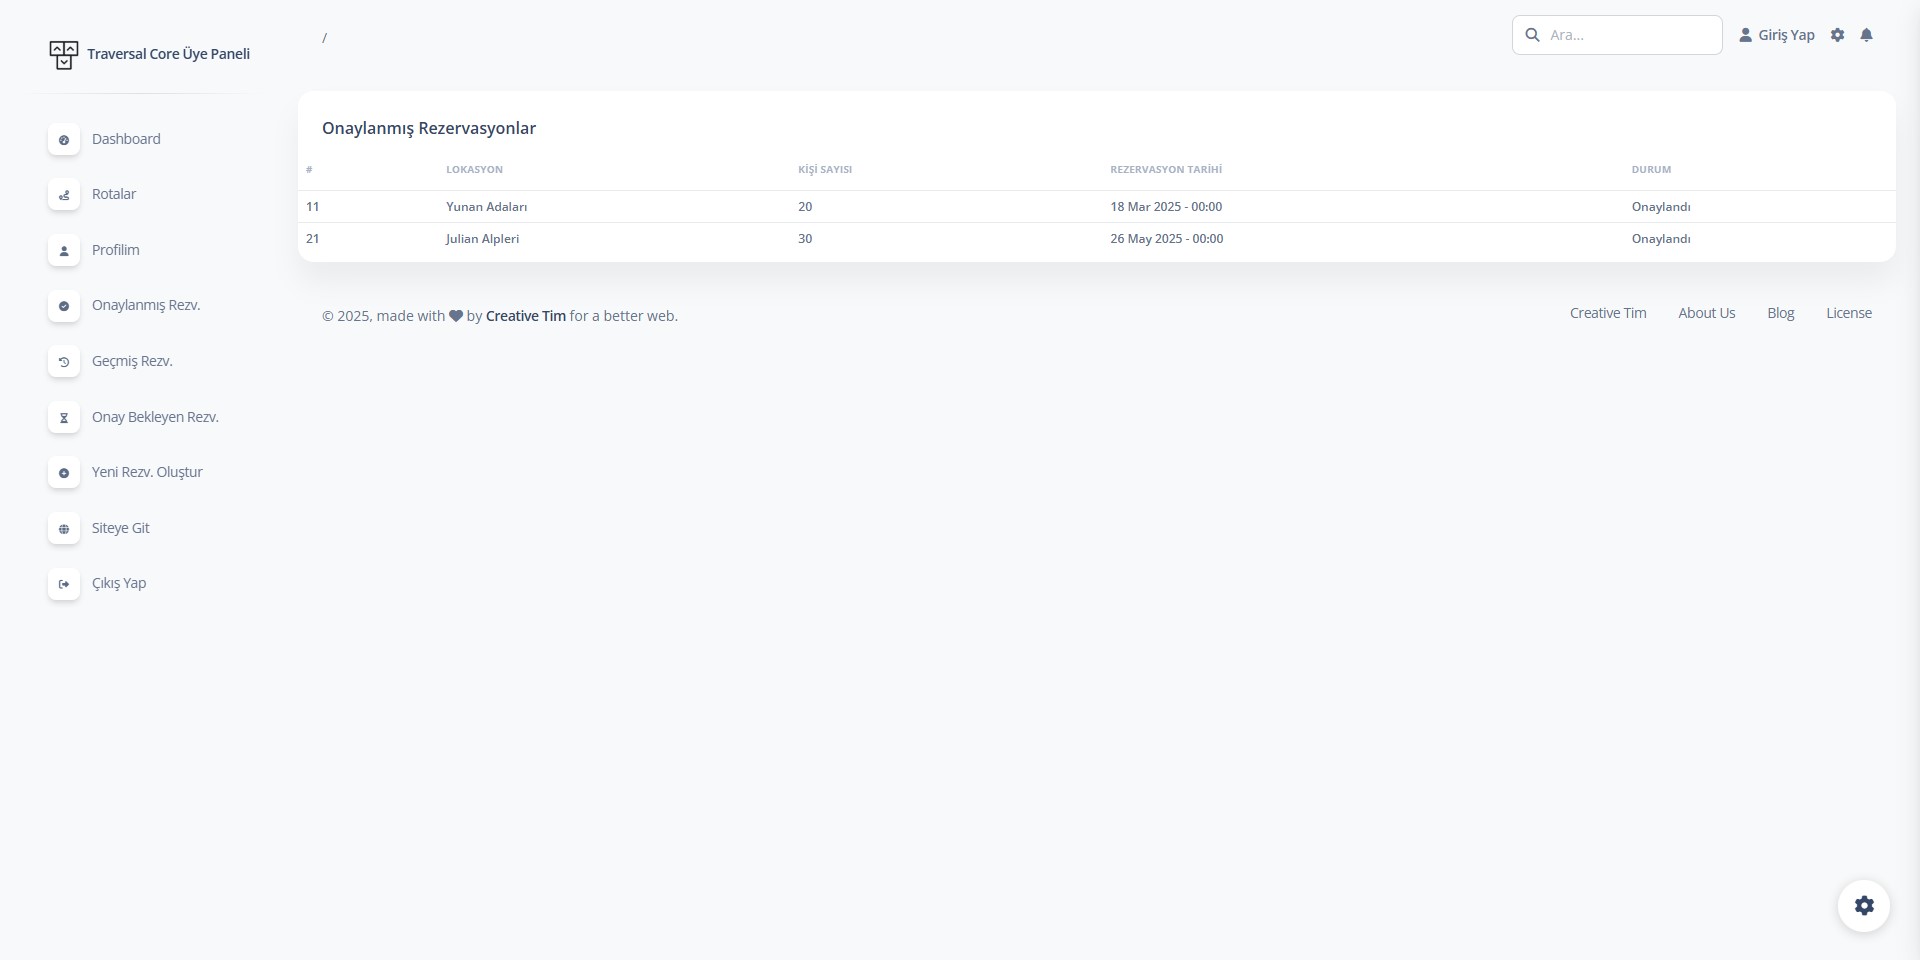 Traversal Core Üye Paneli
Dashboard
Rotalar
Profilim
Onaylanmış Rezv.
Geçmiş Rezv.
Onay Bekleyen Rezv.
Yeni Rezv. Oluştur
Siteye Git
Çıkış Yap
/
Ara...
Giriş Yap
Onaylanmış Rezervasyonlar
# LOKASYON KİŞİ SAYISI REZERVASYON TARİHİ DURUM
11 Yunan Adaları 20 18 Mar 2025 - 00:00 Onaylandı
21 Julian Alpleri 30 26 May 2025 - 00:00 Onaylandı
© 2025, made with by Creative Tim for a better web.
Creative Tim About Us Blog License